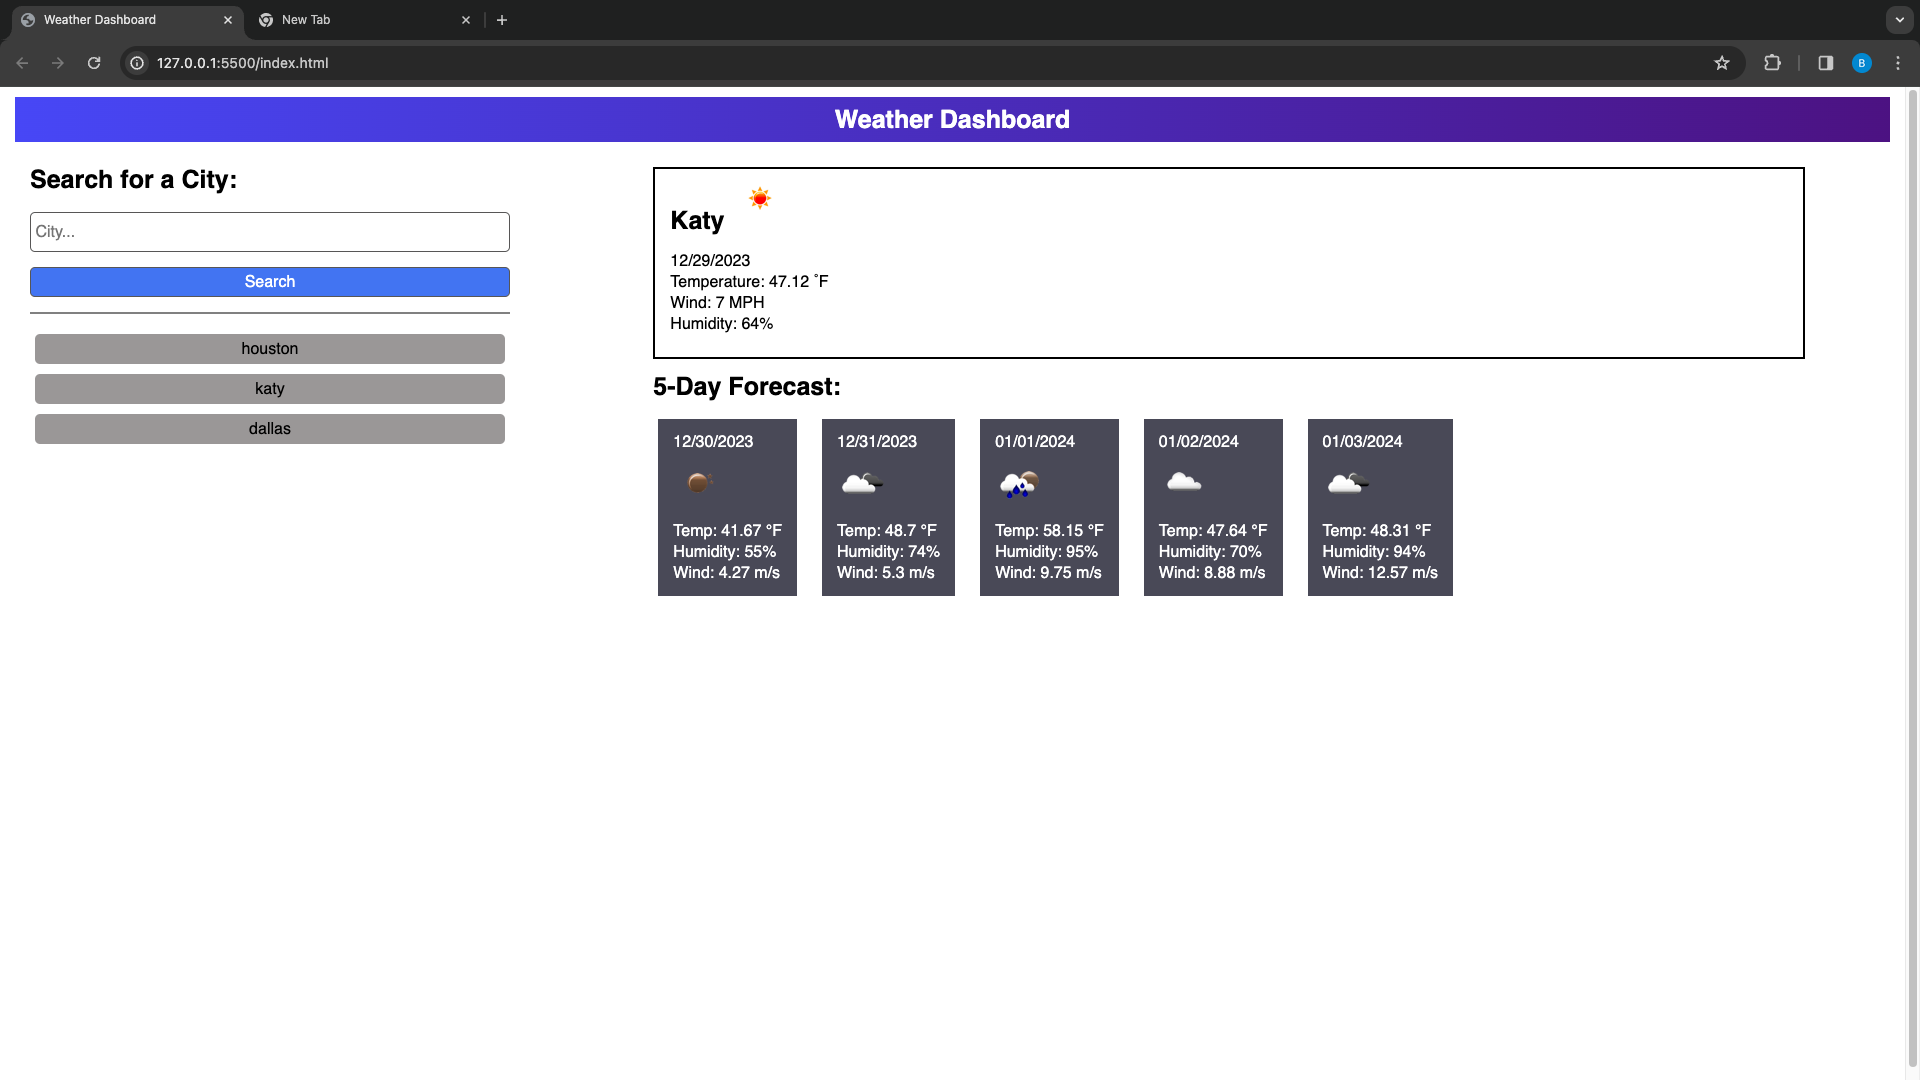 Weather Dashboard
New Tab
127.0.0.1:5500/index.html
B
Weather Dashboard
Search for a City:
City...
Search
houston
katy
dallas
Katy
12/29/2023
Temperature: 47.12 ˚F
Wind: 7 MPH
Humidity: 64%
5-Day Forecast:
12/30/2023
Temp: 41.67 °F
Humidity: 55%
Wind: 4.27 m/s
12/31/2023
Temp: 48.7 °F
Humidity: 74%
Wind: 5.3 m/s
01/01/2024
Temp: 58.15 °F
Humidity: 95%
Wind: 9.75 m/s
01/02/2024
Temp: 47.64 °F
Humidity: 70%
Wind: 8.88 m/s
01/03/2024
Temp: 48.31 °F
Humidity: 94%
Wind: 12.57 m/s